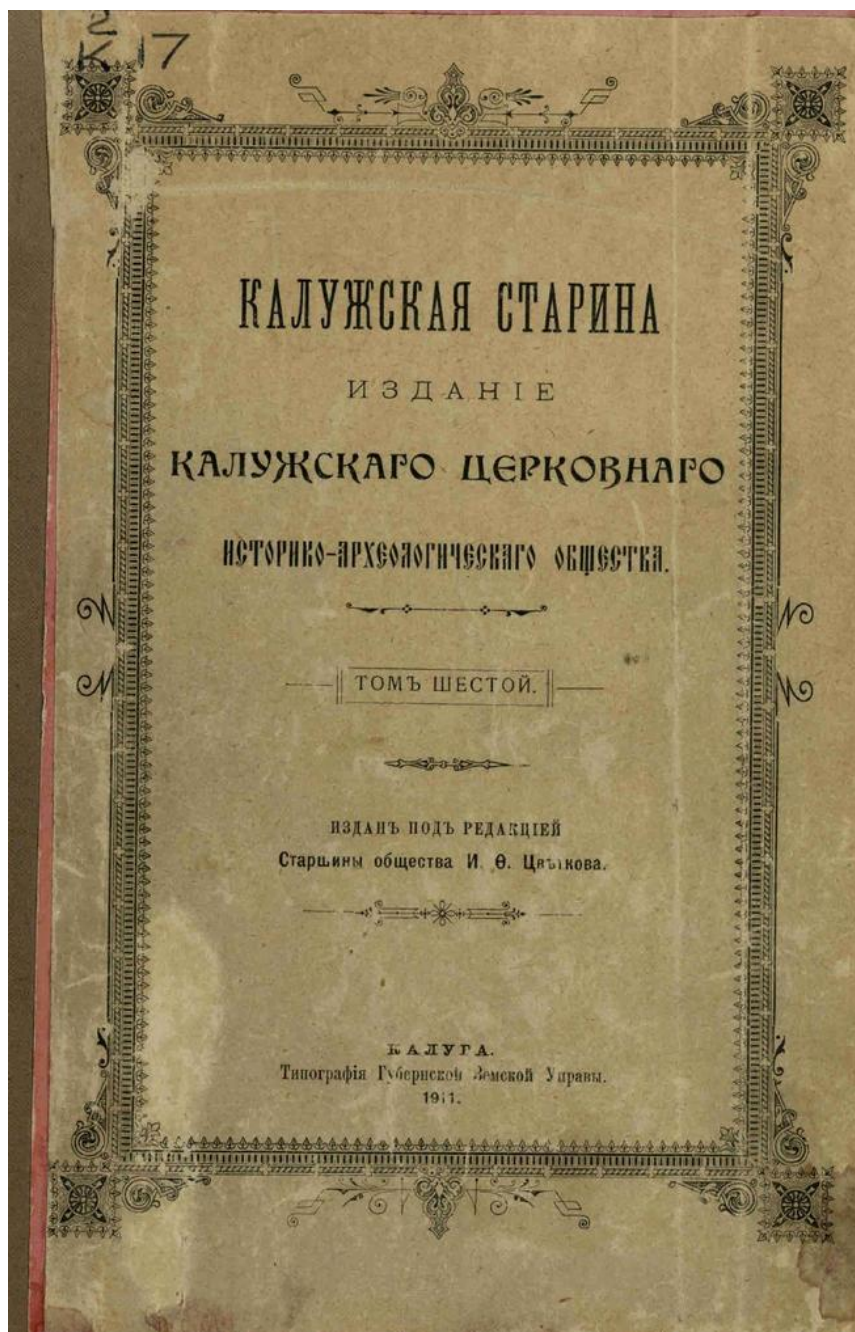 2
К 17
КАЛУЖСКАЯ СТАРИНА
ИЗДАНІЕ
КАЛУЖСКАГО ЦЕРКОВНАГО
ИСТОРИКО-АРХЕОЛОГИЧЕСКАГО ОБЩЕСТВА.
ТОМЪ ШЕСТОЙ.
ИЗДАНЪ ПОДЪ РЕДАКЦІЕЙ
Старшины общества И. Ѳ. Цвѣткова.
КАЛУГА.
Типографія Губернской Земской Управы.
1911.